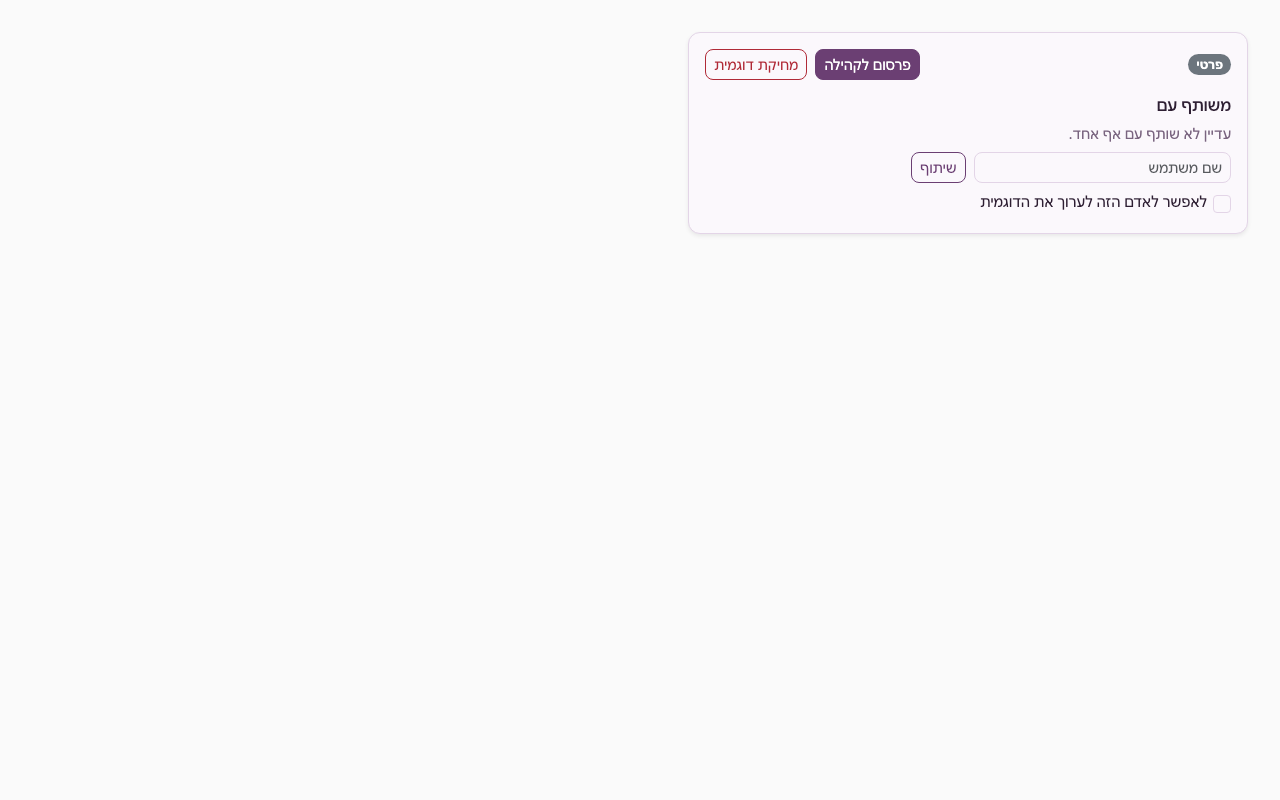 פרטי
פרסום לקהילה
מחיקת דוגמית
משותף עם
עדיין לא שותף עם אף אחד.
שם משתמש
שיתוף
לאפשר לאדם הזה לערוך את הדוגמית